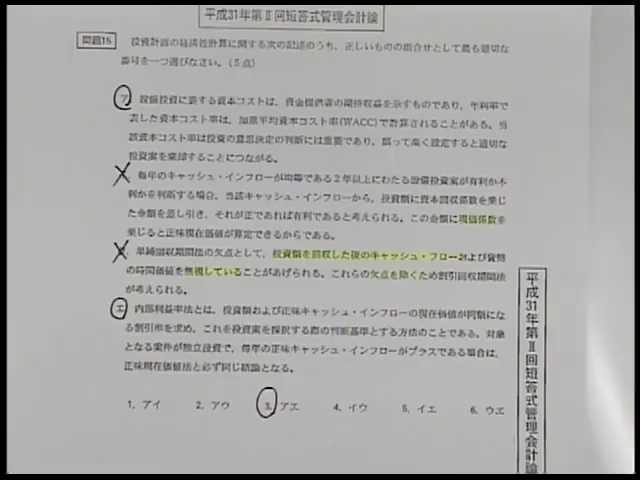 平成31年第Ⅱ回短答式管理会計論
問題15 投資計画の経済性計算に関する次の記述のうち、正しいものの組合せとして最も適切な
番号を一つ選びなさい。(5点)
ア 設備投資に要する資本コストは、資金提供者の期待収益を示すものであり、年利率で
表した資本コスト率は、加重平均資本コスト率(WACC)で計算されることがある。当
該資本コスト率は投資の意思決定の判断には重要であり、誤って高く設定すると適切な
投資案を棄却することにつながる。
毎年のキャッシュ・インフローが均等である2年以上にわたる設備投資案が有利か不
利かを判断する場合、当該キャッシュ・インフローから、投資額に資本回収係数を乗じ
た金額を差し引き、それが正であれば有利であると考えられる。この金額に現価係数を
乗じると正味現在価値が算定できるからである。
単純回収期間法の欠点として、投資額を回収した後のキャッシュ・フローおよび貨幣
の時間価値を無視していることがあげられる。これらの欠点を除くため割引回収期間法
が考えられる。
エ 内部利益率法とは、投資額および正味キャッシュ・インフローの現在価値が同額にな
る割引率を求め、これを投資案を採択する際の判断基準とする方法のことである。対象
となる案件が独立投資で、毎年の正味キャッシュ・インフローがプラスである場合は、
正味現在価値法と必ず同じ結論となる。
1. アイ 2. アウ 3. アエ 4. イウ 5. イエ 6. ウエ
平成31年第Ⅱ回短答式管理会計論